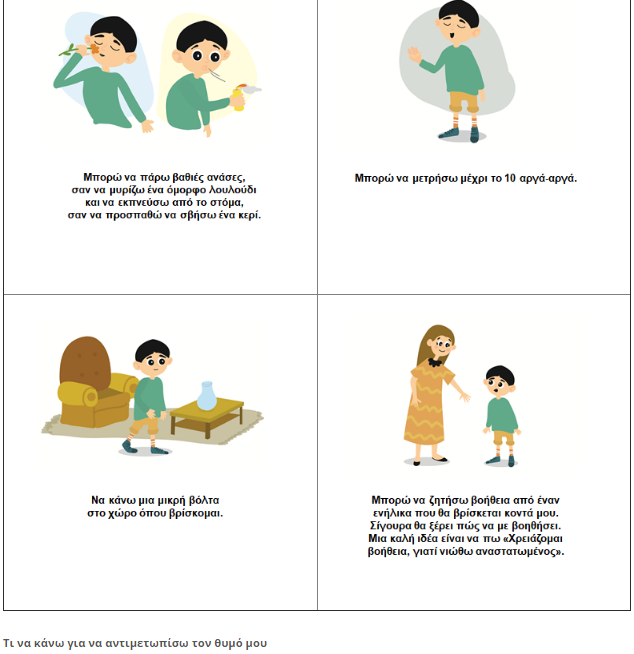 Μπορώ να πάρω βαθιές ανάσες,
σαν να μυρίζω ένα όμορφο λουλούδι
και να εκπνεύσω από το στόμα,
σαν να προσπαθώ να σβήσω ένα κερί.
Μπορώ να μετρήσω μέχρι το 10 αργά-αργά.
Να κάνω μια μικρή βόλτα
στο χώρο όπου βρίσκομαι.
Μπορώ να ζητήσω βοήθεια από έναν
ενήλικα που θα βρίσκεται κοντά μου.
Σίγουρα θα ξέρει πώς να με βοηθήσει.
Μια καλή ιδέα είναι να πω «Χρειάζομαι
βοήθεια, γιατί νιώθω αναστατωμένος».
Τι να κάνω για να αντιμετωπίσω τον θυμό μου